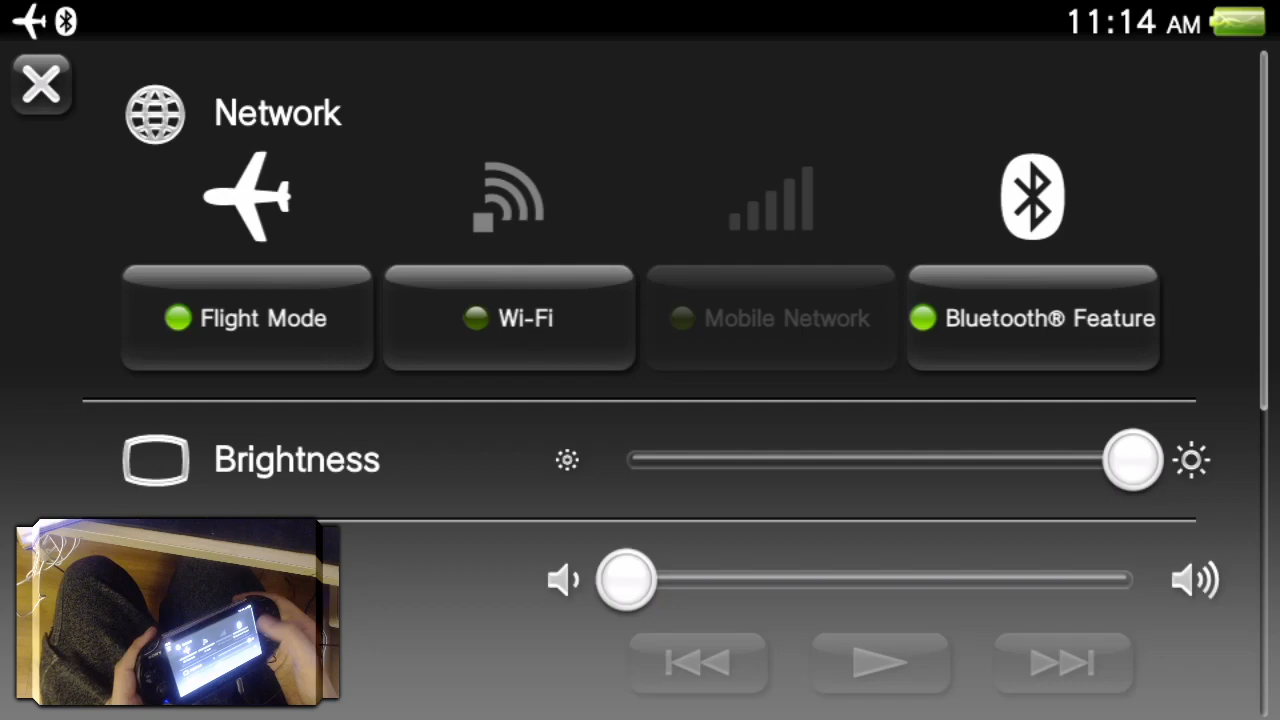 11:14 AM
Network
Flight Mode
Wi-Fi
Mobile Network
Bluetooth® Feature
Brightness